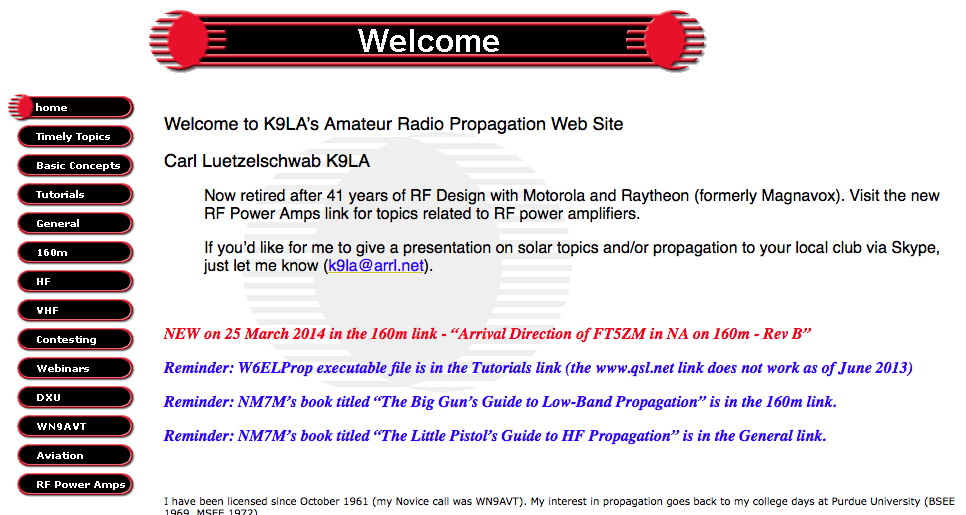 Welcome
home
Timely Topics
Basic Concepts
Tutorials
General
160m
HF
VHF
Contesting
Webinars
DXU
WN9AVT
Aviation
RF Power Amps
Welcome to K9LA's Amateur Radio Propagation Web Site
Carl Luetzelschwab K9LA
Now retired after 41 years of RF Design with Motorola and Raytheon (formerly Magnavox). Visit the new
RF Power Amps link for topics related to RF power amplifiers.
If you'd like for me to give a presentation on solar topics and/or propagation to your local club via Skype,
just let me know (k9la@arrl.net).
NEW on 25 March 2014 in the 160m link - “Arrival Direction of FT5ZM in NA on 160m - Rev B”
Reminder: W6ELProp executable file is in the Tutorials link (the www.qsl.net link does not work as of June 2013)
Reminder: NM7M's book titled “The Big Gun's Guide to Low-Band Propagation” is in the 160m link.
Reminder: NM7M's book titled “The Little Pistol's Guide to HF Propagation” is in the General link.
I have been licensed since October 1961 (my Novice call was WN9AVT). My interest in propagation goes back to my college days at Purdue University (BSEE
1969, MSEE 1972).